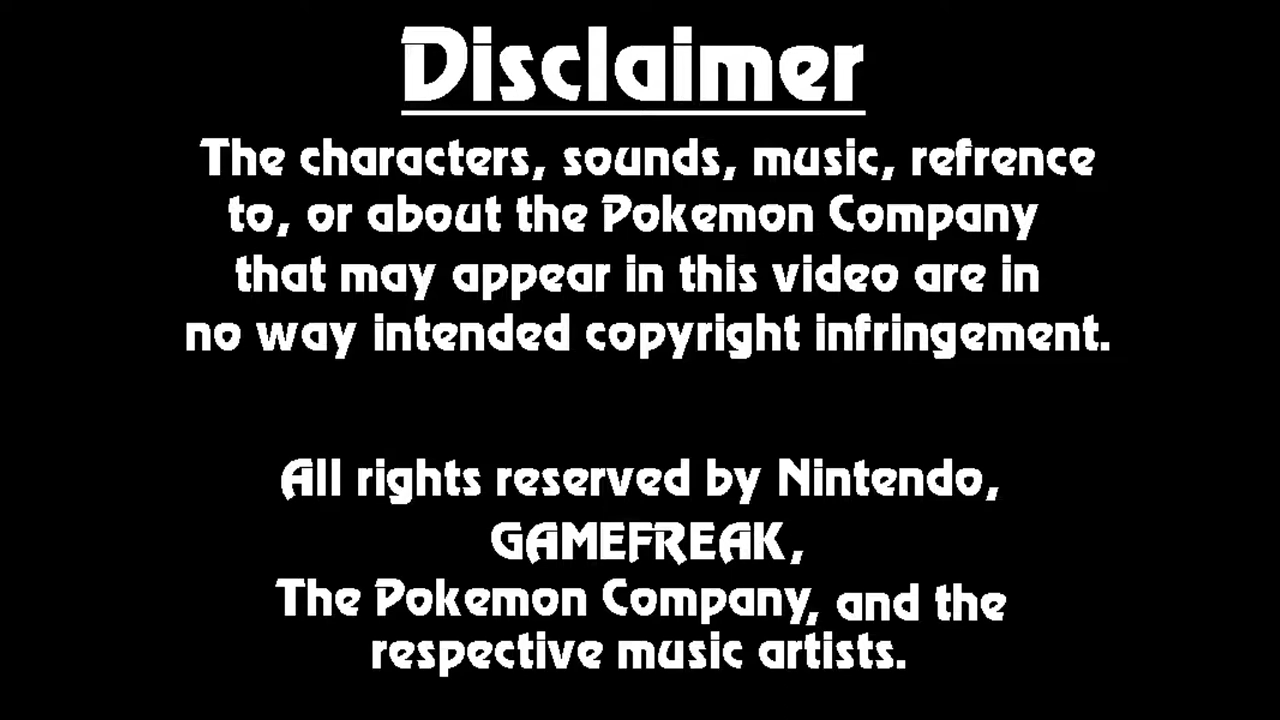 Disclaimer
The characters, sounds, music, refrence
to, or about the Pokemon Company
that may appear in this video are in
no way intended copyright infringement.
All rights reserved by Nintendo,
GAMEFREAK,
The Pokemon Company, and the
respective music artists.